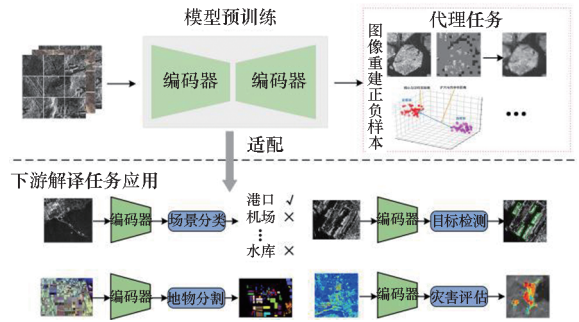 模型预训练
代理任务
编码器
编码器
图像重建正负样本
适配
下游解译任务应用
编码器
场景分类
港口 √
机场 ×
水库 ×
编码器
目标检测
编码器
地物分割
编码器
灾害评估